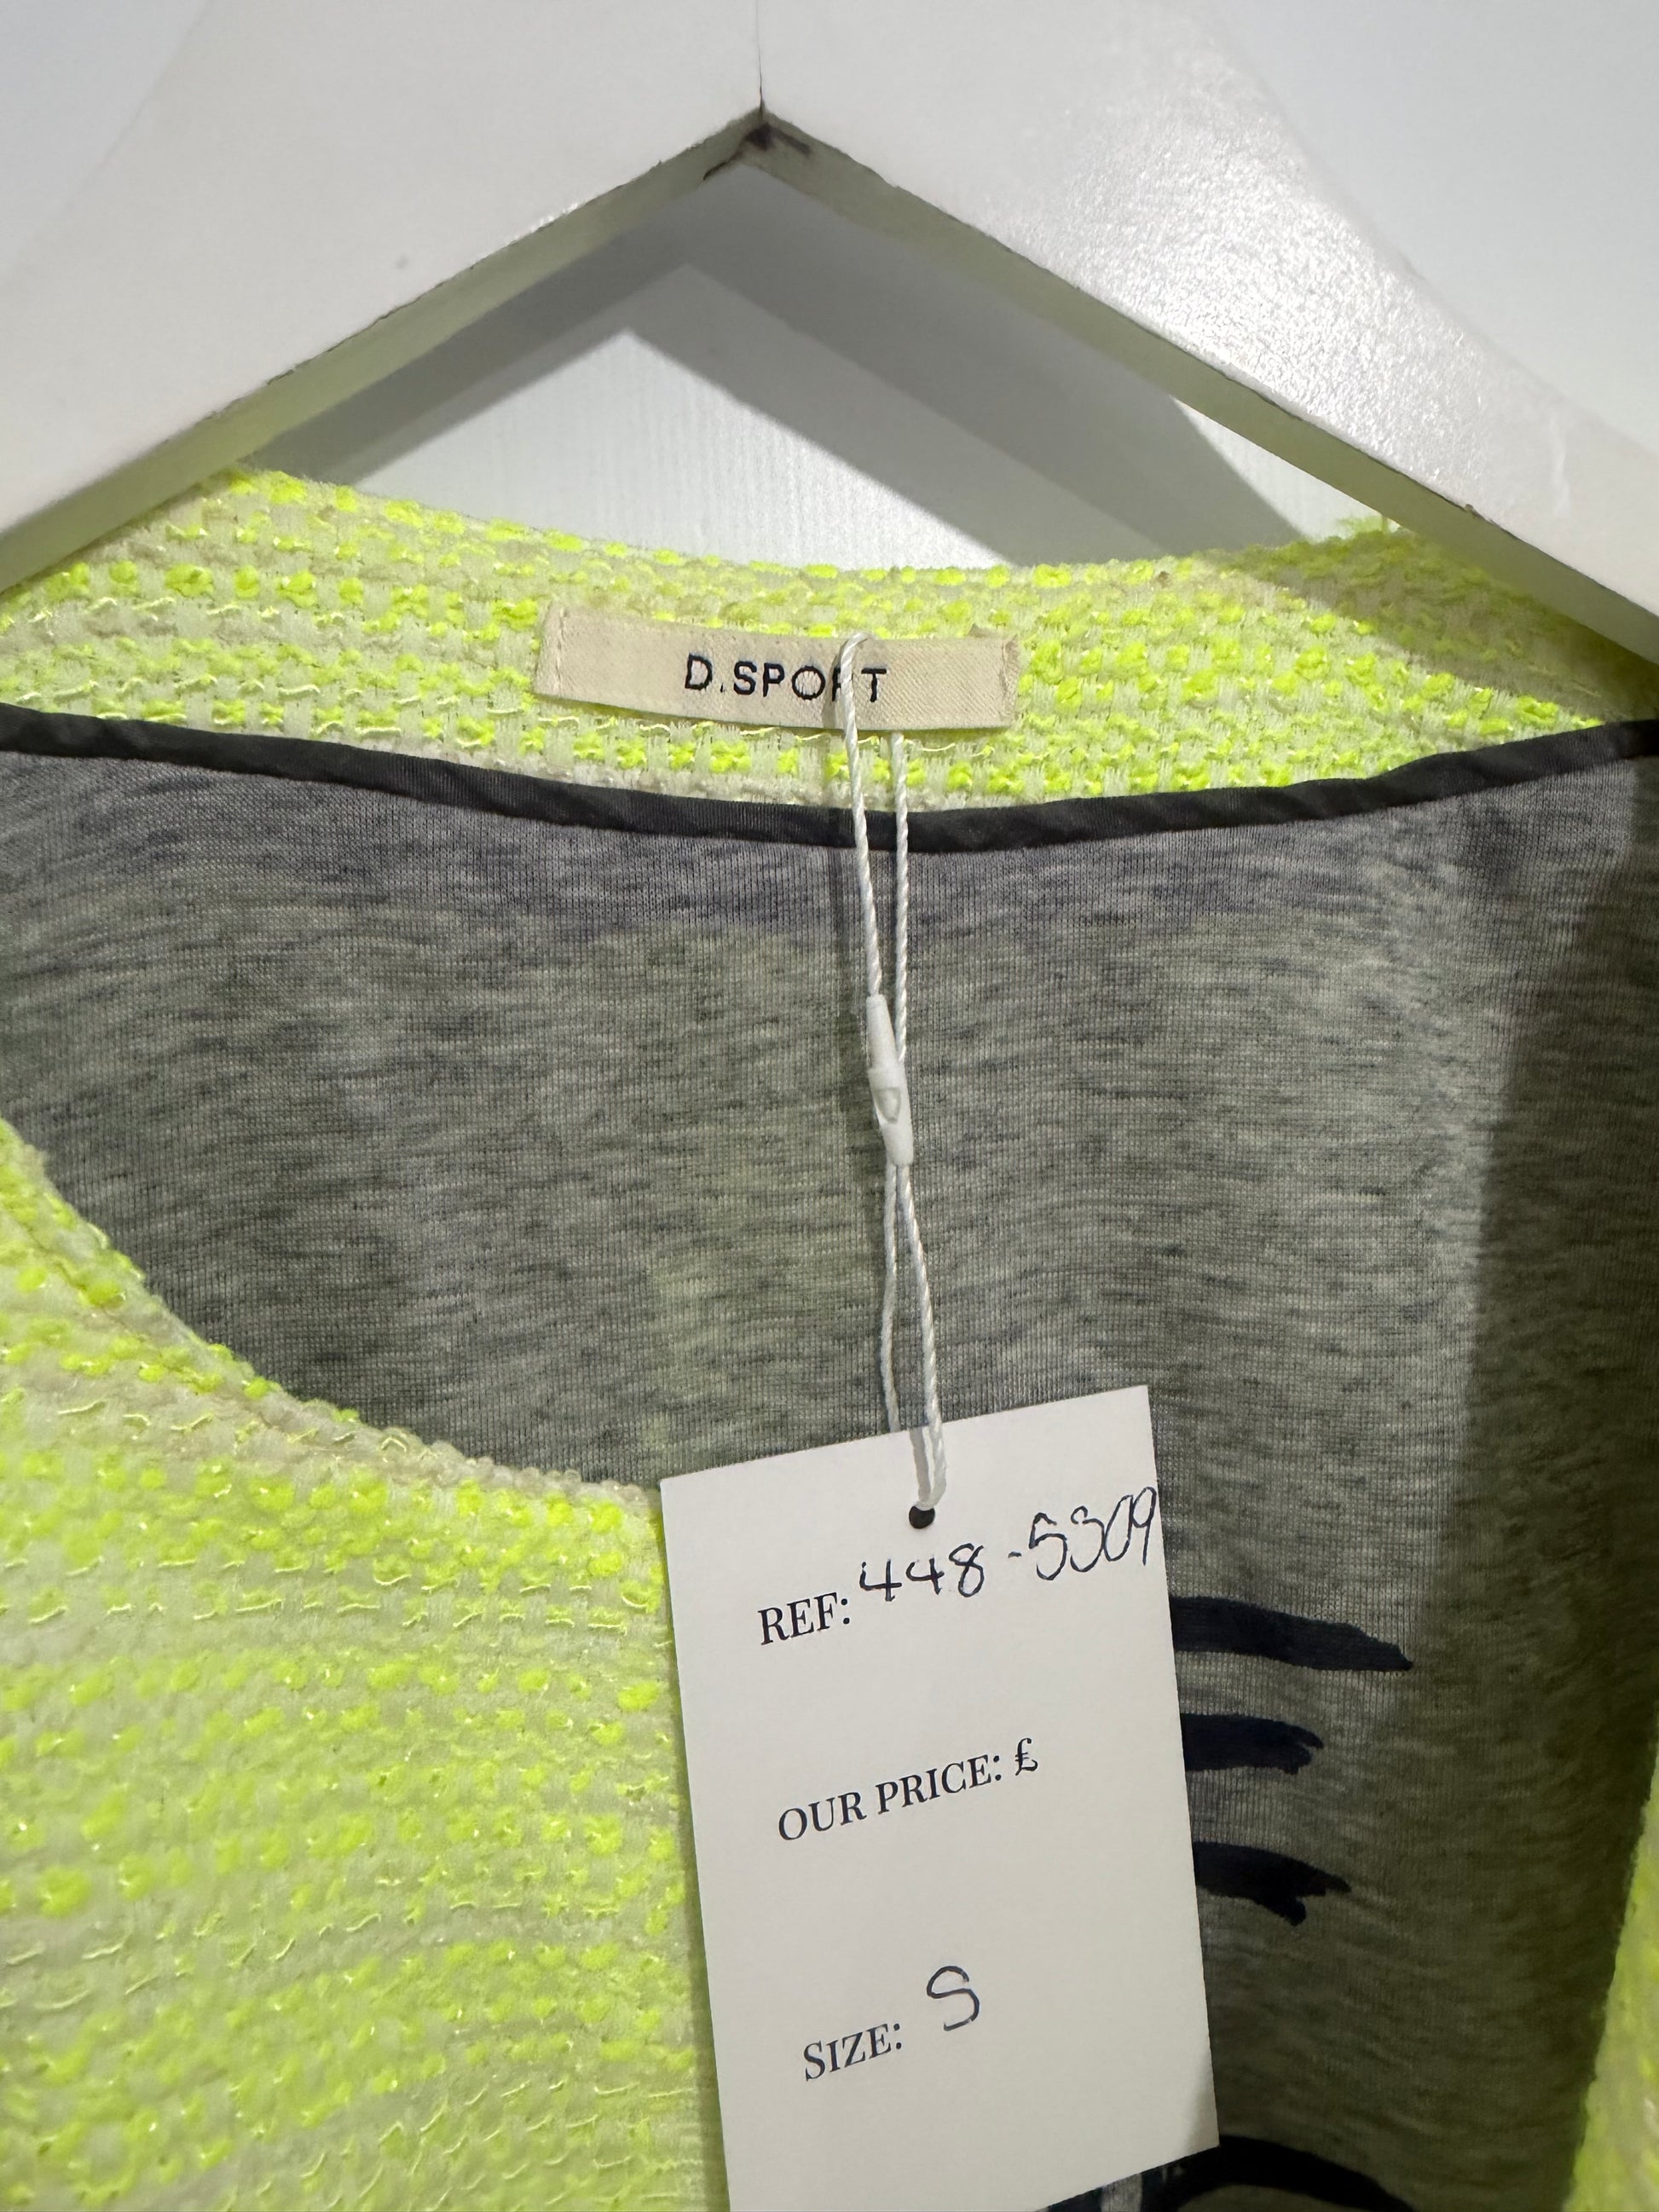 D.SPORT
REF: 448-5309
OUR PRICE: £
SIZE: S